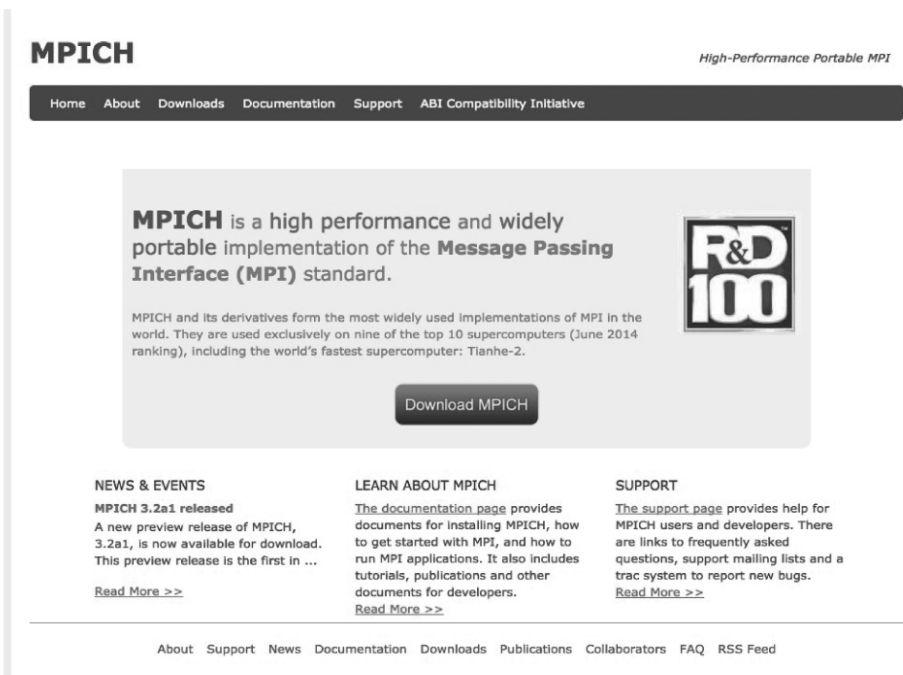 MPICH
High-Performance Portable MPI
Home About Downloads Documentation Support ABI Compatibility Initiative
MPICH is a high performance and widely
portable implementation of the Message Passing
Interface (MPI) standard.
R&D
100
MPICH and its derivatives form the most widely used implementations of MPI in the
world. They are used exclusively on nine of the top 10 supercomputers (June 2014
ranking), including the world's fastest supercomputer: Tianhe-2.
Download MPICH
NEWS & EVENTS
MPICH 3.2a1 released
A new preview release of MPICH,
3.2a1, is now available for download.
This preview release is the first in ...
Read More >>
LEARN ABOUT MPICH
The documentation page provides
documents for installing MPICH, how
to get started with MPI, and how to
run MPI applications. It also includes
tutorials, publications and other
documents for developers.
Read More >>
SUPPORT
The support page provides help for
MPICH users and developers. There
are links to frequently asked
questions, support mailing lists and a
trac system to report new bugs.
Read More >>
About Support News Documentation Downloads Publications Collaborators FAQ RSS Feed